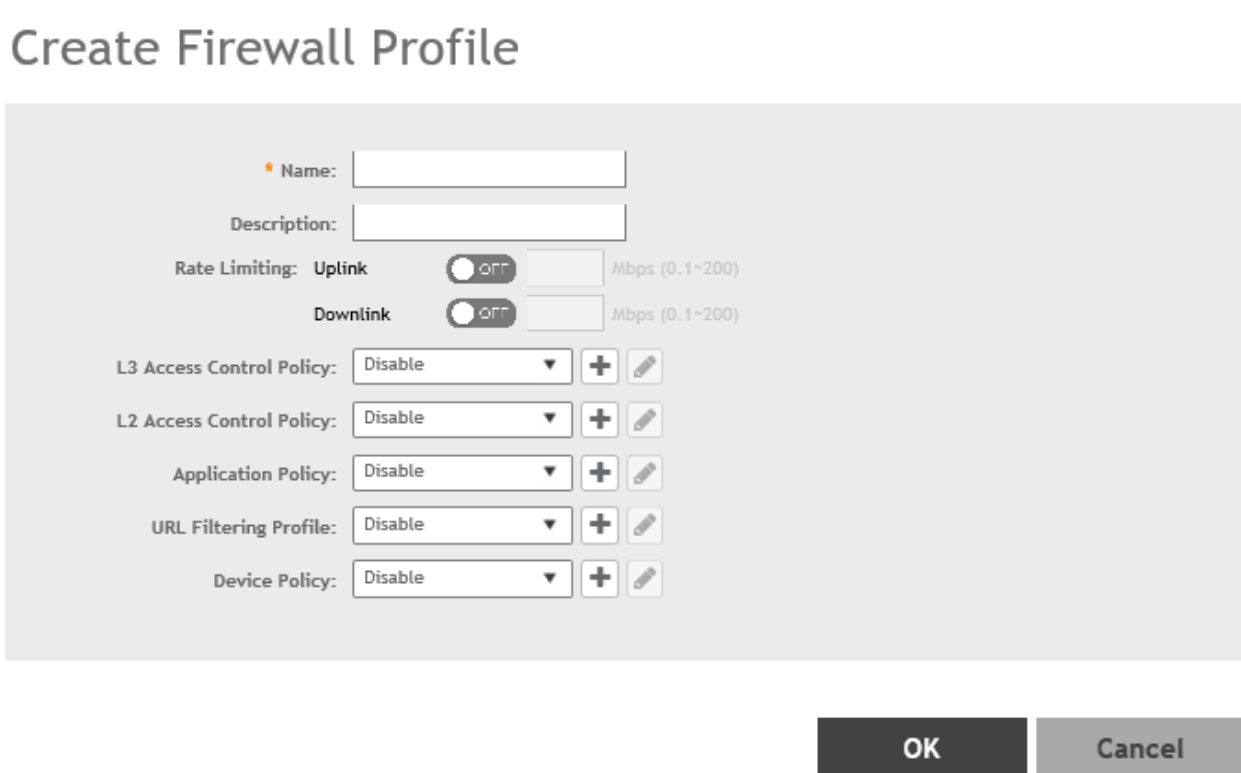 Create Firewall Profile
* Name:
Description:
Rate Limiting: Uplink OFF Mbps (0.1~200)
Downlink OFF Mbps (0.1~200)
L3 Access Control Policy: Disable
L2 Access Control Policy: Disable
Application Policy: Disable
URL Filtering Profile: Disable
Device Policy: Disable
OK Cancel